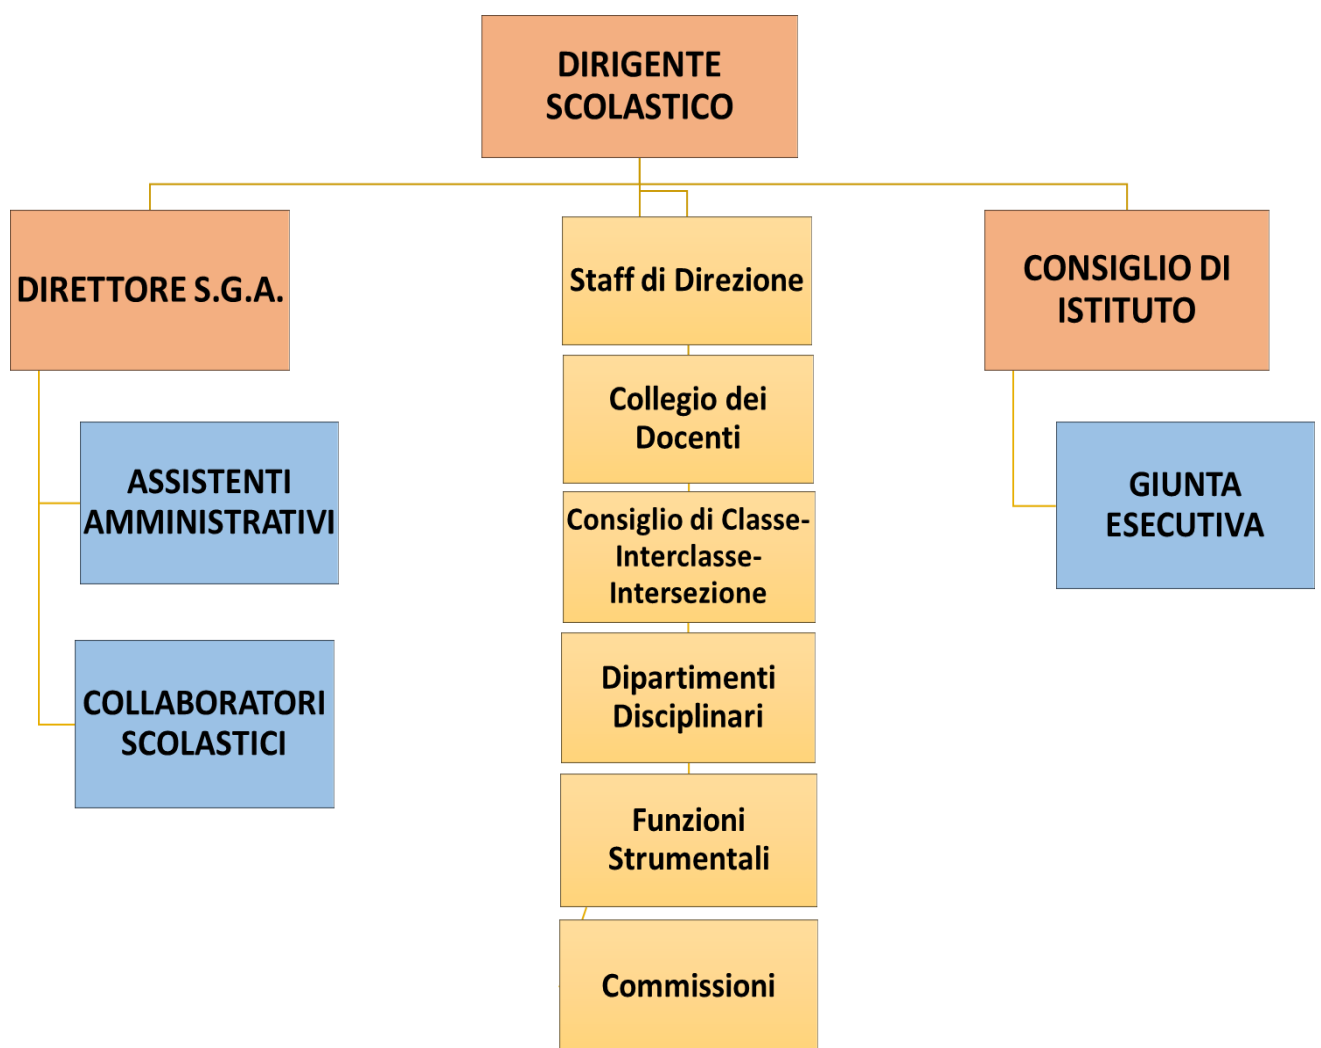 DIRIGENTE
SCOLASTICO
DIRETTORE S.G.A.
Staff di Direzione
CONSIGLIO DI
ISTITUTO
Collegio dei
Docenti
ASSISTENTI
AMMINISTRATIVI
GIUNTA
ESECUTIVA
Consiglio di Classe-
Interclasse-
Intersezione
COLLABORATORI
SCOLASTICI
Dipartimenti
Disciplinari
Funzioni
Strumentali
Commissioni